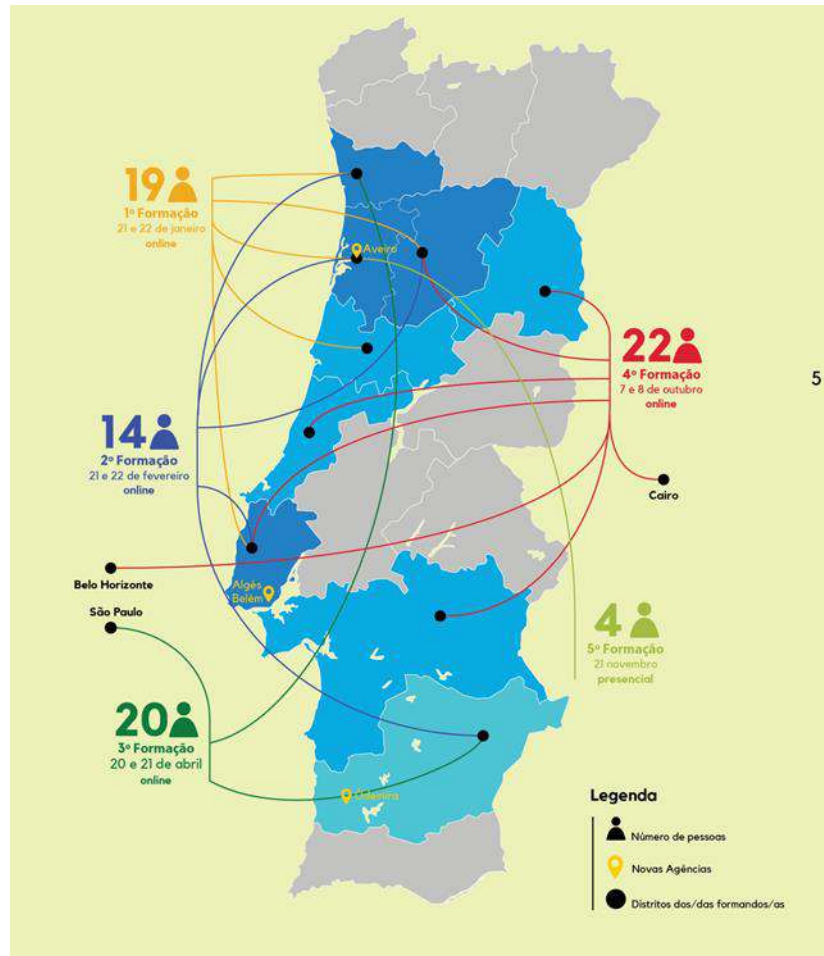 19
1º Formação
21 e 22 de janeiro
online
Aveiro
22
4º Formação
7 e 8 de outubro
online
5
14
2º Formação
21 e 22 de fevereiro
online
Cairo
Belo Horizonte
São Paulo
Algés
Belém
4
5º Formação
21 novembro
presencial
20
3º Formação
20 e 21 de abril
online
Odemira
Legenda
Número de pessoas
Novas Agências
Distritos dos/das formandos/as